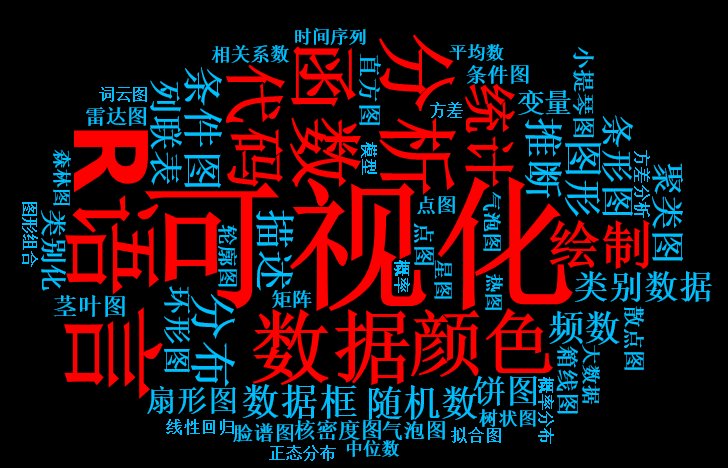 时间序列
相关系数
平均数
条件图
小提琴图
词云图
雷达图
列联表
条件图
代码
函数
直方图
分析
方差
统计
变量
推断
图形
条形图
方差分析
聚类图
模型
森林图
图形组合
类别化
R语言
可视化
轮廓图
描述
点图
点图
气泡图
概率
星图
热图
绘制
类别数据
茎叶图
环形图
分布
矩阵
数据
颜色
频数
散点图
箱线图
大数据
扇形图
数据框
随机数
饼图
树状图
概率分布
线性回归
脸谱图
核密度图
气泡图
拟合图
正态分布
中位数